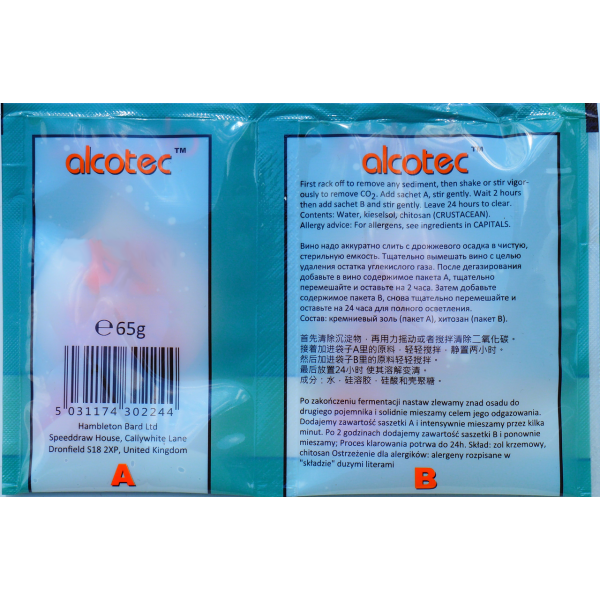 alcotec™
℮ 65g
5 031174 302244
Hambleton Bard Ltd
Speeddraw House, Callywhite Lane
Dronfield S18 2XP, United Kingdom
A
alcotec™
First rack off to remove any sediment, then shake or stir vigor-
ously to remove CO2. Add sachet A, stir gently. Wait 2 hours
then add sachet B and stir gently. Leave 24 hours to clear.
Contents: Water, kieselsol, chitosan (CRUSTACEAN).
Allergy advice: For allergens, see ingredients in CAPITALS.
Вино надо аккуратно слить с дрожжевого осадка в чистую,
стерильную емкость. Тщательно вымешать вино с целью
удаления остатка углекислого газа. После дегазирования
добавьте в вино содержимое пакета А, тщательно
перемешайте и оставьте на 2 часа. Затем добавьте
содержимое пакета В, снова тщательно перемешайте и
оставьте на 24 часа для полного осветления.
Состав: кремниевый золь (пакет А), хитозан (пакет В).
首先清除沉淀物，再用力摇动或者搅拌清除二氧化碳。
接着加进袋子A里的原料，轻轻搅拌，静置两小时。
然后加进袋子B里的原料轻轻搅拌。
最后放置24小时 使其溶解变清。
成分：水，硅溶胶，硅酸和壳聚糖。
Po zakończeniu fermentacji nastaw zlewamy znad osadu do
drugiego pojemnika i solidnie mieszamy celem jego odgazowania.
Dodajemy zawartość saszetki A i intensywnie mieszamy przez kilka
minut. Po 2 godzinach dodajemy zawartość saszetki B i ponownie
mieszamy; Proces klarowania potrwa do 24h. Skład: zol krzemowy,
chitosan Ostrzeżenie dla alergików: alergeny rozpisane w
"składzie" duzymi literami
B